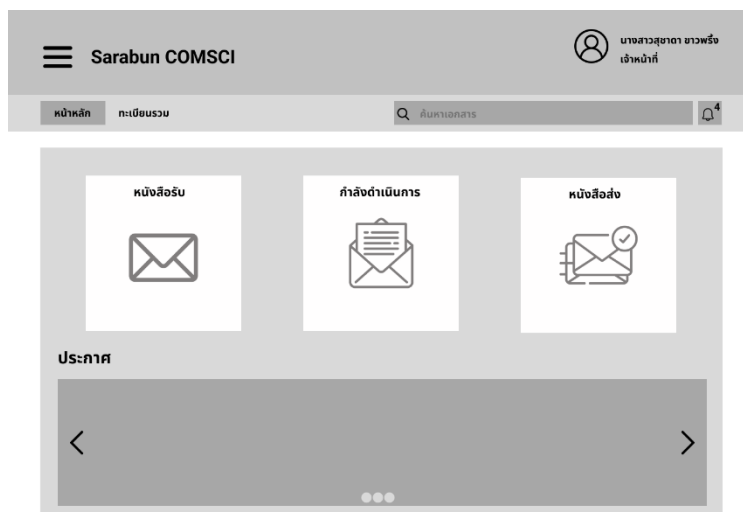 Sarabun COMSCI
นางสาวสุชาดา ขาวพริ้ง
เจ้าหน้าที่
หน้าหลัก
ทะเบียนรวม
ค้นหาเอกสาร
4
หนังสือรับ
กำลังดำเนินการ
หนังสือส่ง
ประกาศ